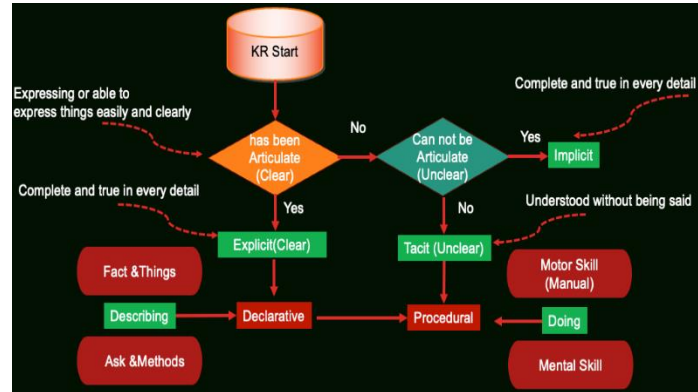 KR Start
Expressing or able to
express things easily and clearly
Complete and true in every detail
has been
Articulate
(Clear)
No
Can not be
Articulate
(Unclear)
Yes
Implicit
Complete and true in every detail
Yes
No
Understood without being said
Explicit(Clear)
Tacit (Unclear)
Fact &Things
Motor Skill
(Manual)
Describing
Declarative
Procedural
Doing
Ask &Methods
Mental Skill